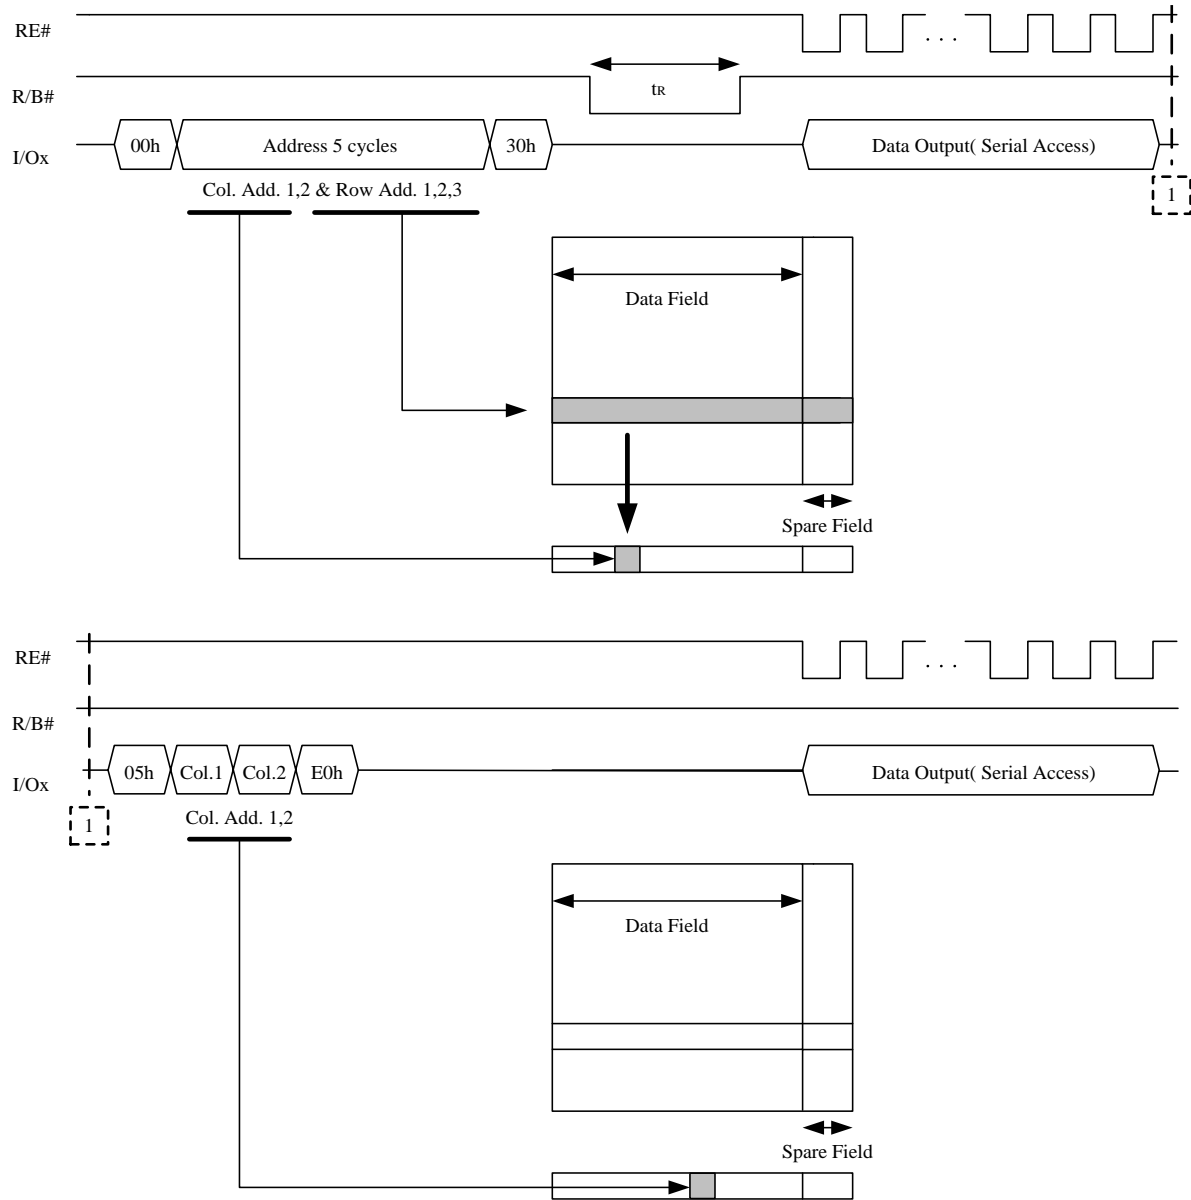 RE#
. . .
R/B#
tR
I/Ox
00h
Address 5 cycles
30h
Data Output( Serial Access)
Col. Add. 1,2 & Row Add. 1,2,3
1
Data Field
Spare Field
RE#
. . .
R/B#
I/Ox
05h
Col.1
Col.2
E0h
Data Output( Serial Access)
1
Col. Add. 1,2
Data Field
Spare Field